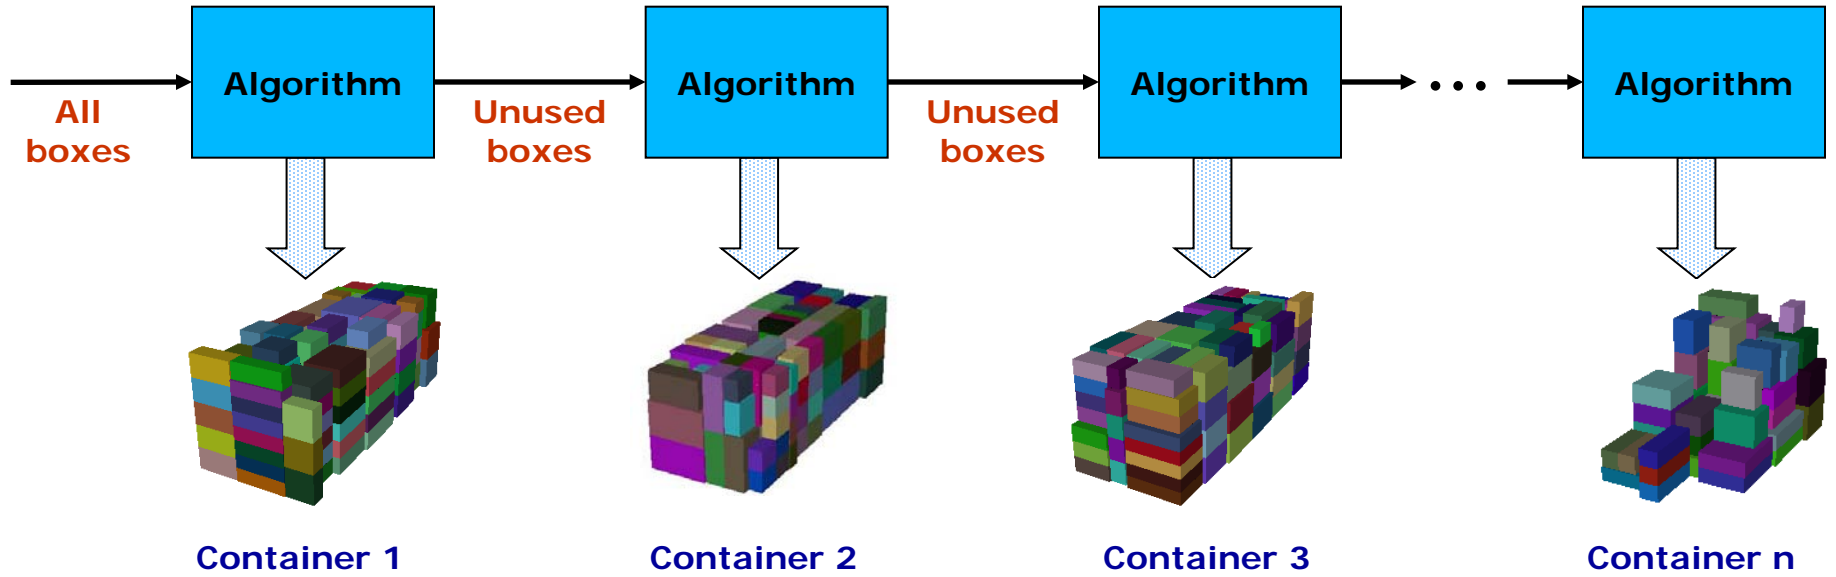 Algorithm
Algorithm
Algorithm
...
Algorithm
All
boxes
Unused
boxes
Unused
boxes
Container 1
Container 2
Container 3
Container n